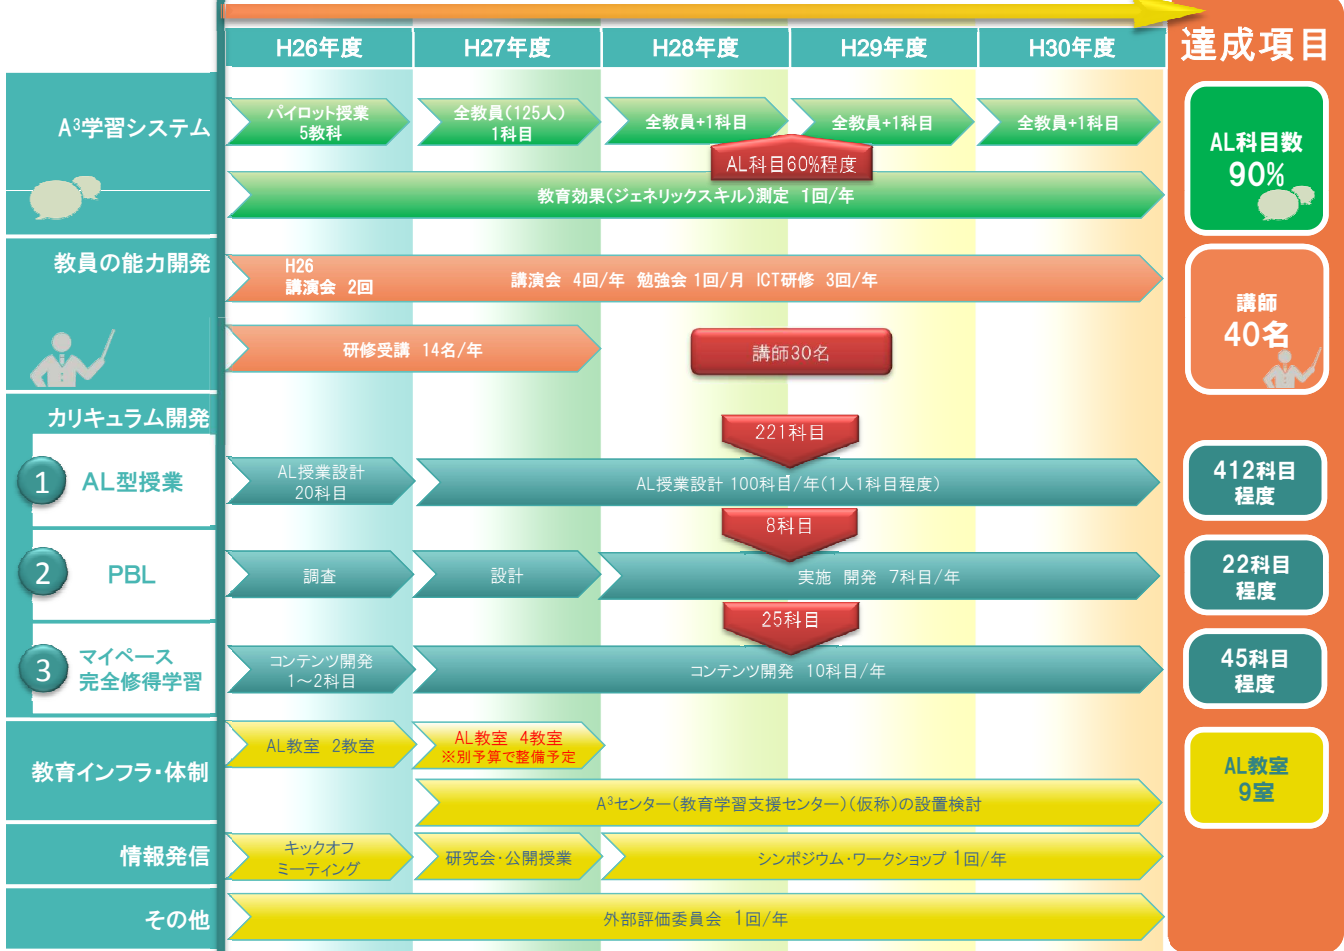 H26年度
H27年度
H28年度
H29年度
H30年度
達成項目
A³学習システム
パイロット授業
5教科
全教員(125人)
1科目
全教員+1科目
全教員+1科目
全教員+1科目
AL科目60%程度
教育効果(ジェネリックスキル)測定 1回/年
AL科目数
90%
教員の能力開発
H26
講演会 2回
講演会 4回/年 勉強会 1回/月 ICT研修 3回/年
研修受講 14名/年
講師30名
講師
40名
カリキュラム開発
1
AL型授業
AL授業設計
20科目
221科目
AL授業設計 100科目/年(1人1科目程度)
412科目
程度
2
PBL
調査
設計
8科目
実施 開発 7科目/年
22科目
程度
3
マイペース
完全修得学習
コンテンツ開発
1～2科目
25科目
コンテンツ開発 10科目/年
45科目
程度
教育インフラ・体制
AL教室 2教室
AL教室 4教室
※別予算で整備予定
A³センター(教育学習支援センター)(仮称)の設置検討
AL教室
9室
情報発信
キックオフ
ミーティング
研究会・公開授業
シンポジウム・ワークショップ 1回/年
その他
外部評価委員会 1回/年